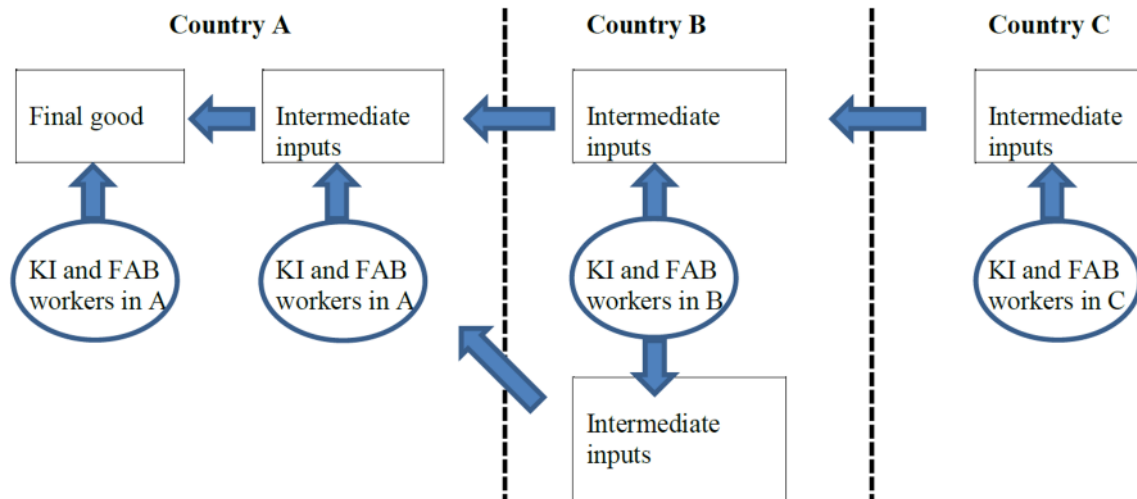 Country A
Country B
Country C
Final good
Intermediate
inputs
Intermediate
inputs
Intermediate
inputs
KI and FAB
workers in A
KI and FAB
workers in A
KI and FAB
workers in B
KI and FAB
workers in C
Intermediate
inputs